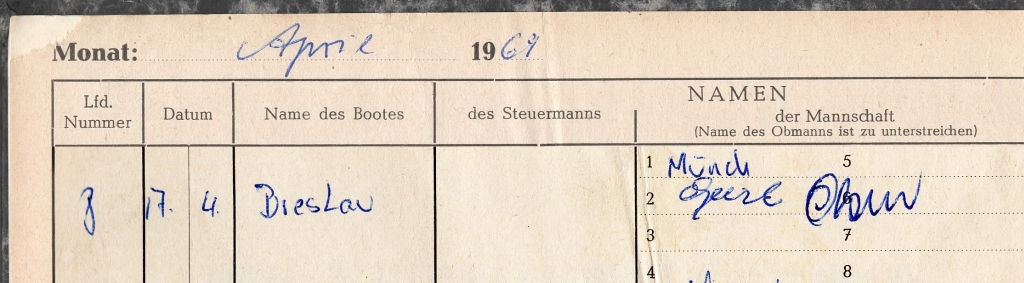 Monat: April 1969
NAMEN
Lfd. Nummer Datum Name des Bootes des Steuermanns der Mannschaft
(Name des Obmanns ist zu unterstreichen)
8 17. 4. Breslau
1 Münch 5
2 6
3 7
4 8